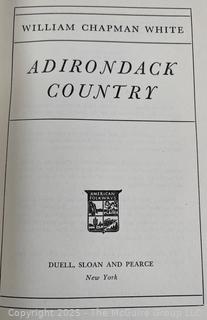 WILLIAM CHAPMAN WHITE
ADIRONDACK
COUNTRY
AMERICAN
FOLKWAYS
DUELL, SLOAN AND PEARCE
New York
Copyright 2025 - The McGuire Group LLC